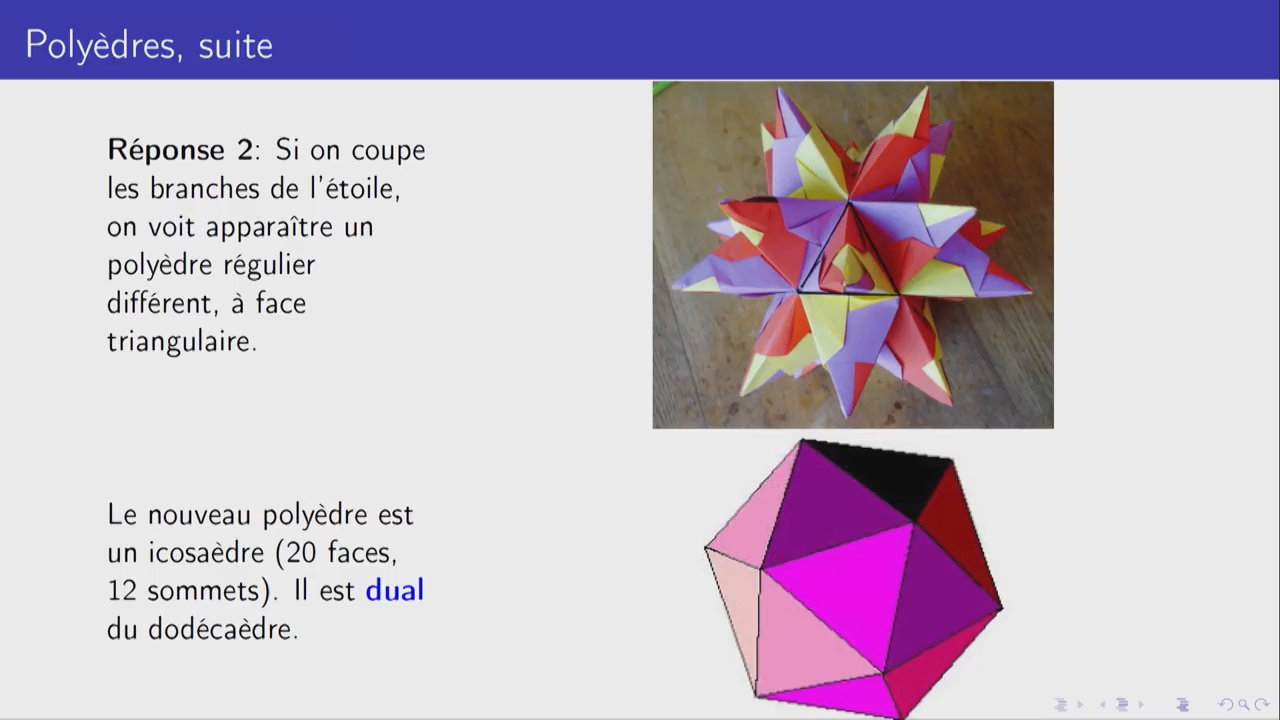 Polyèdres, suite
Réponse 2: Si on coupe
les branches de l'étoile,
on voit apparaître un
polyèdre régulier
différent, à face
triangulaire.
Le nouveau polyèdre est
un icosaèdre (20 faces,
12 sommets). Il est dual
du dodécaèdre.